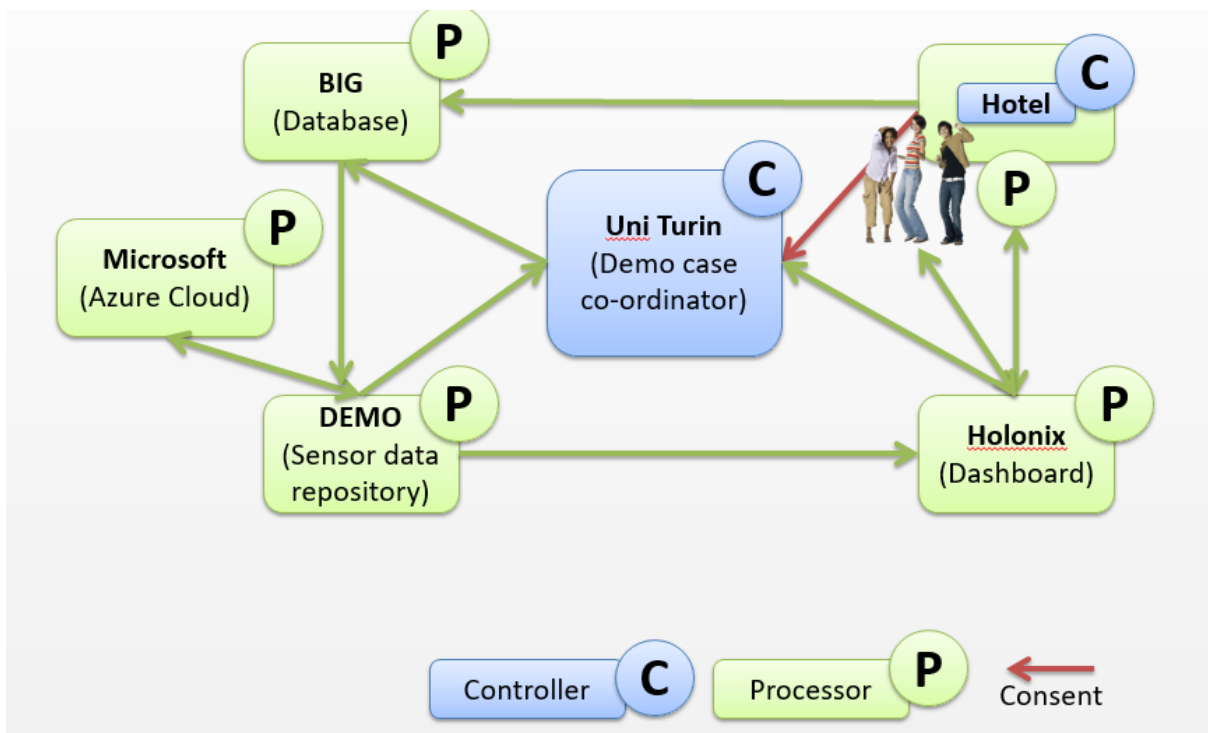 P
BIG
(Database)
C
Hotel
P
Microsoft
(Azure Cloud)
C
Uni Turin
(Demo case
co-ordinator)
P
P
DEMO
(Sensor data
repository)
P
Holonix
(Dashboard)
Controller
C
Processor
P
Consent